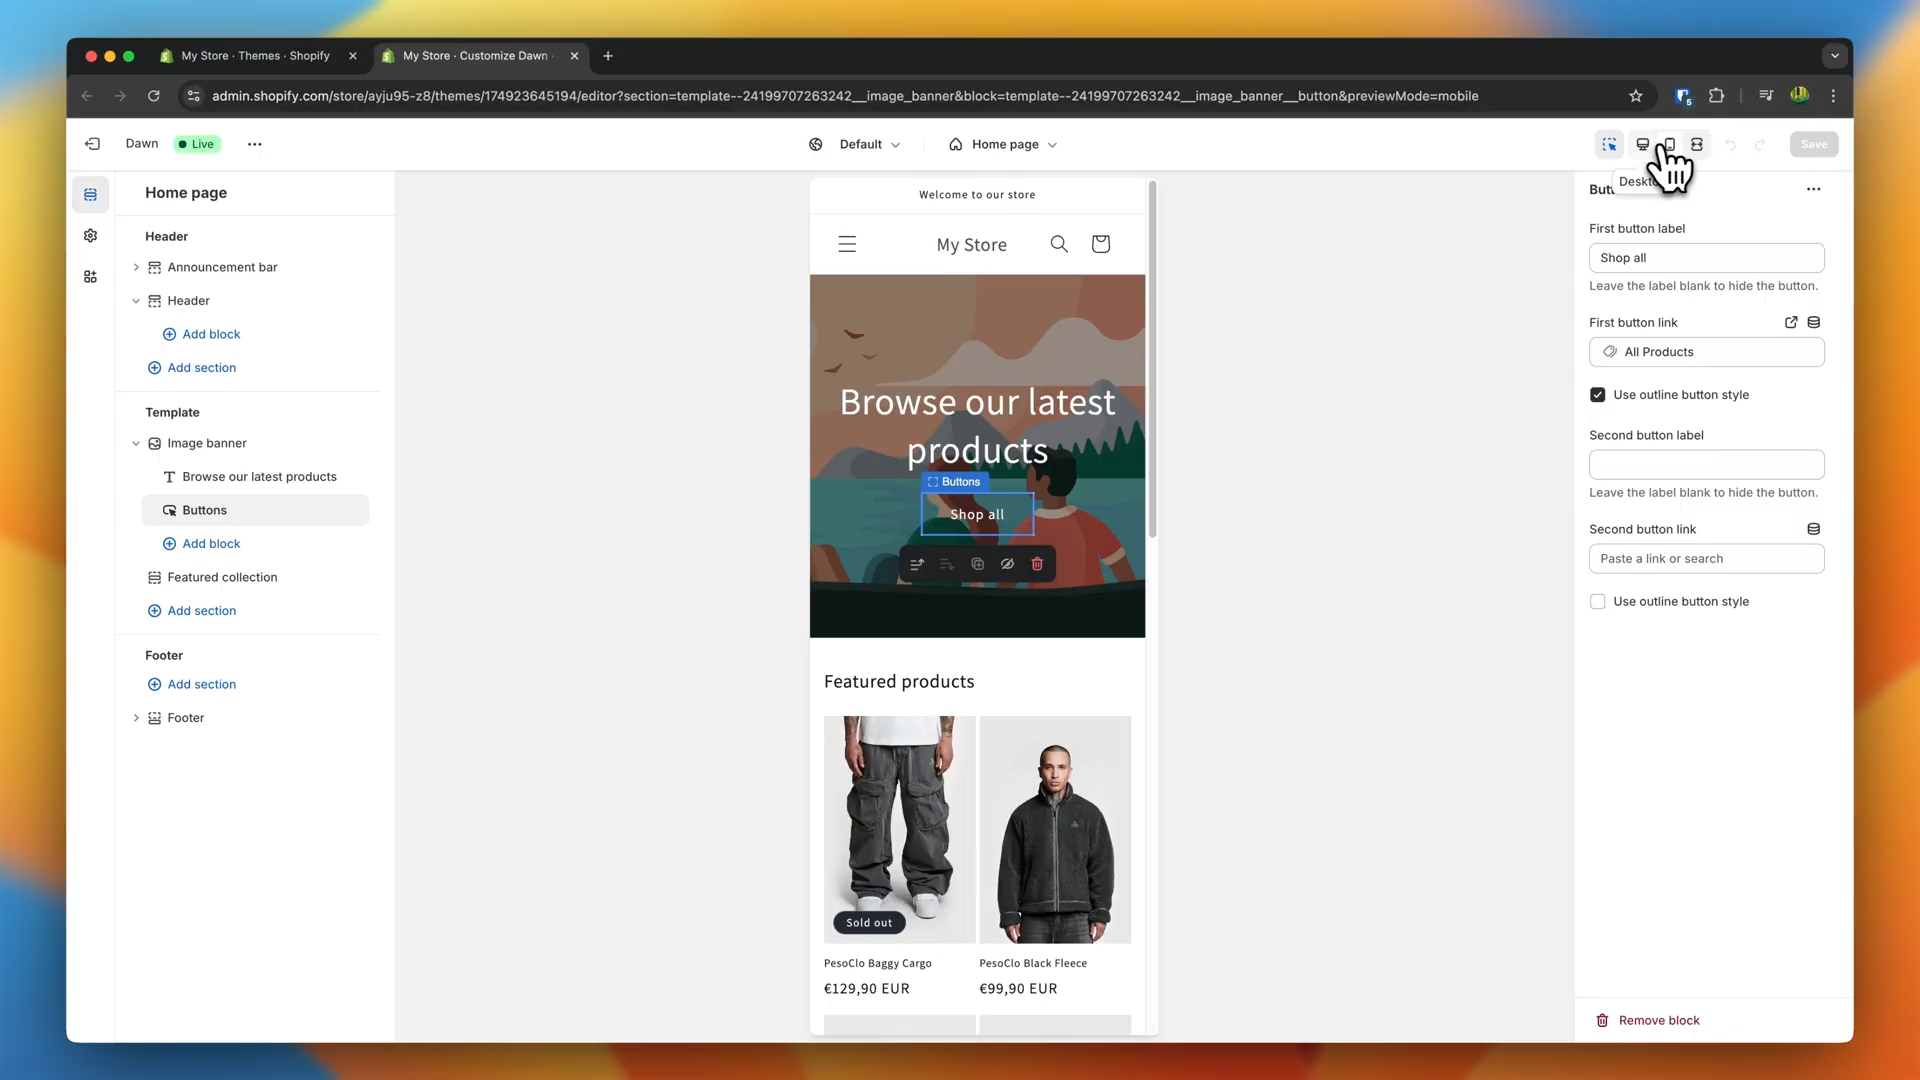 My Store · Themes · Shopify
My Store · Customize Dawn ·
admin.shopify.com/store/ayju95-z8/themes/174923645194/editor?section=template--24199707263242__image_banner&block=template--24199707263242__image_banner__button&previewMode=mobile
5
Dawn
Live
Default
Home page
Save
Home page
Header
Announcement bar
Header
Add block
Add section
Template
Image banner
Browse our latest products
Buttons
Add block
Featured collection
Add section
Footer
Add section
Footer
Welcome to our store
My Store
Browse our latest
products
Buttons
Shop all
Featured products
Sold out
PesoClo Baggy Cargo
€129,90 EUR
PesoClo Black Fleece
€99,90 EUR
First button label
Shop all
Leave the label blank to hide the button.
First button link
All Products
Use outline button style
Second button label
Leave the label blank to hide the button.
Second button link
Paste a link or search
Use outline button style
Remove block